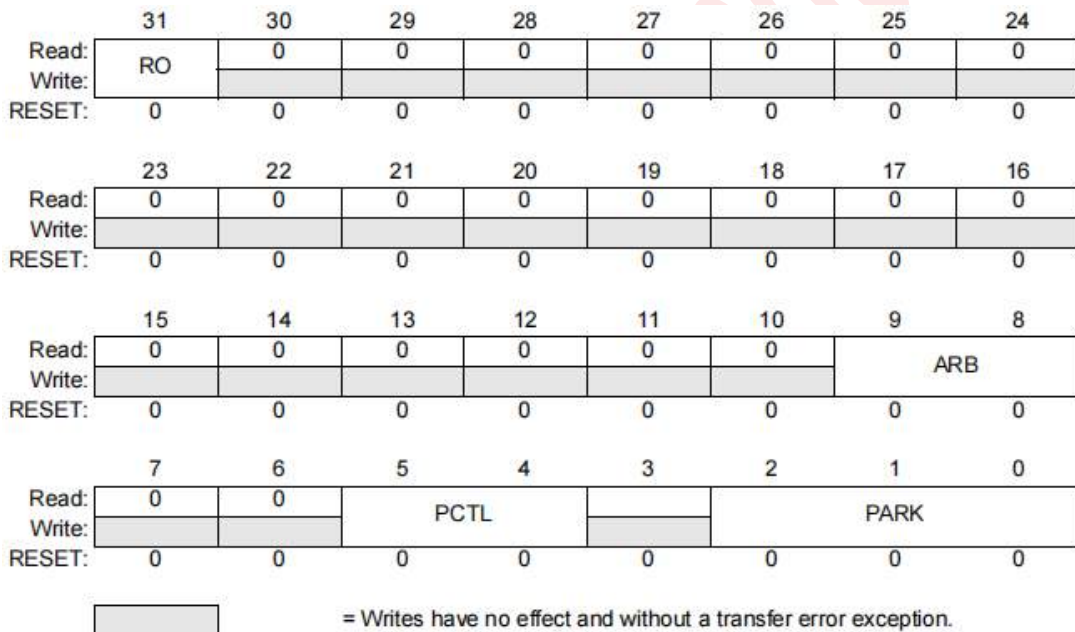 31 30 29 28 27 26 25 24
Read: RO 0 0 0 0 0 0 0
Write:
RESET: 0 0 0 0 0 0 0 0
23 22 21 20 19 18 17 16
Read: 0 0 0 0 0 0 0 0
Write:
RESET: 0 0 0 0 0 0 0 0
15 14 13 12 11 10 9 8
Read: 0 0 0 0 0 0 ARB
Write:
RESET: 0 0 0 0 0 0 0 0
7 6 5 4 3 2 1 0
Read: 0 0 PCTL PARK
Write:
RESET: 0 0 0 0 0 0 0 0
= Writes have no effect and without a transfer error exception.